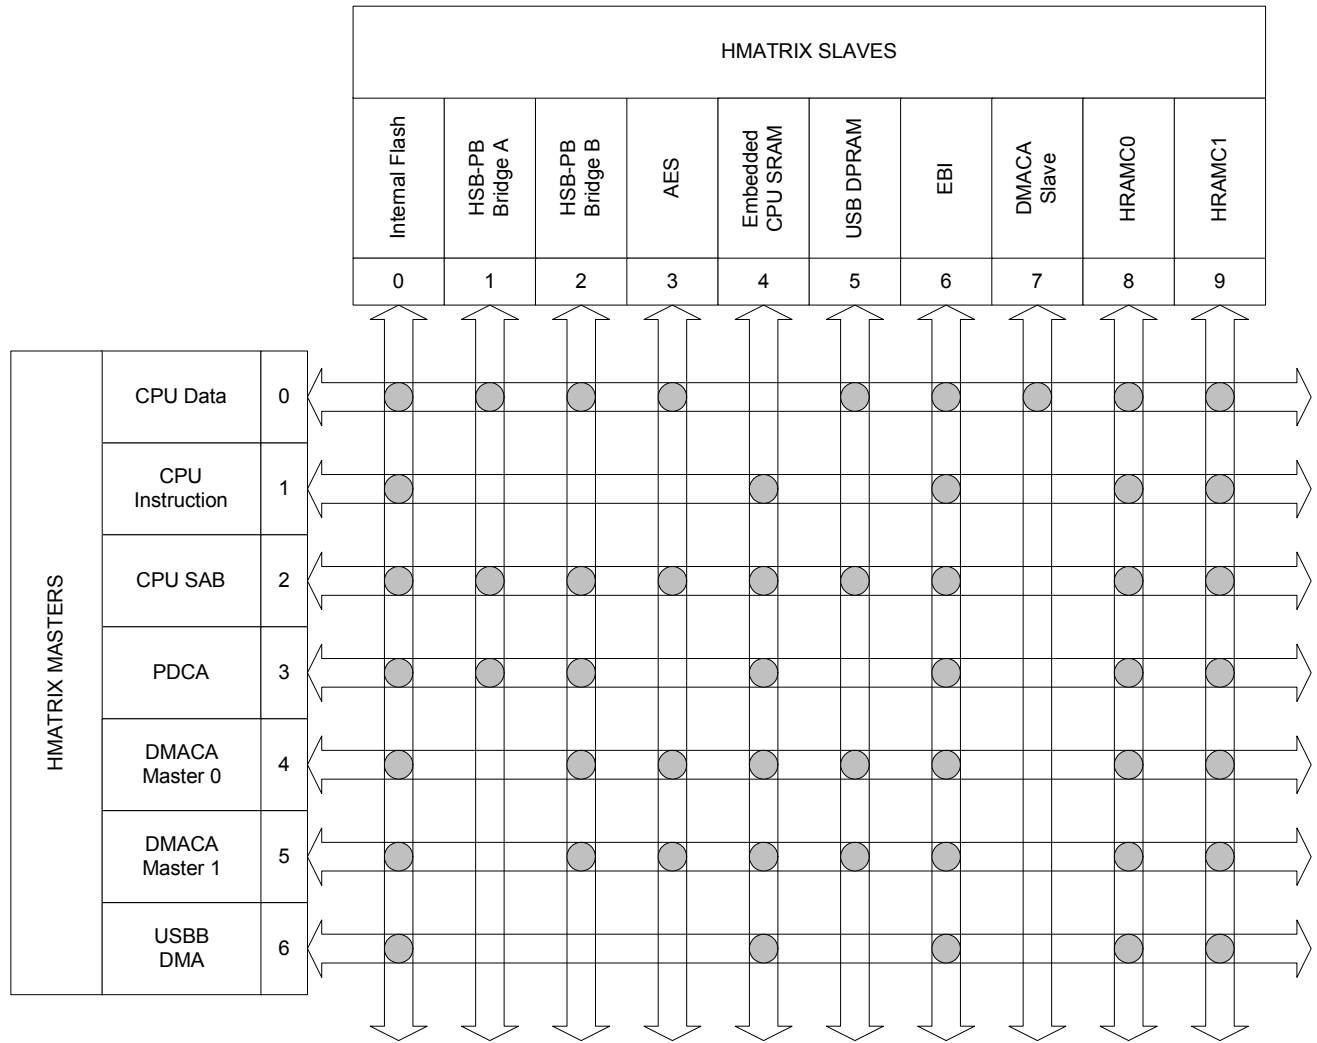 HMATRIX SLAVES
Internal Flash
HSB-PB
Bridge A
HSB-PB
Bridge B
AES
Embedded
CPU SRAM
USB DPRAM
EBI
DMACA
Slave
HRAMC0
HRAMC1
0
1
2
3
4
5
6
7
8
9
HMATRIX MASTERS
CPU Data
0
CPU
Instruction
1
CPU SAB
2
PDCA
3
DMACA
Master 0
4
DMACA
Master 1
5
USBB
DMA
6